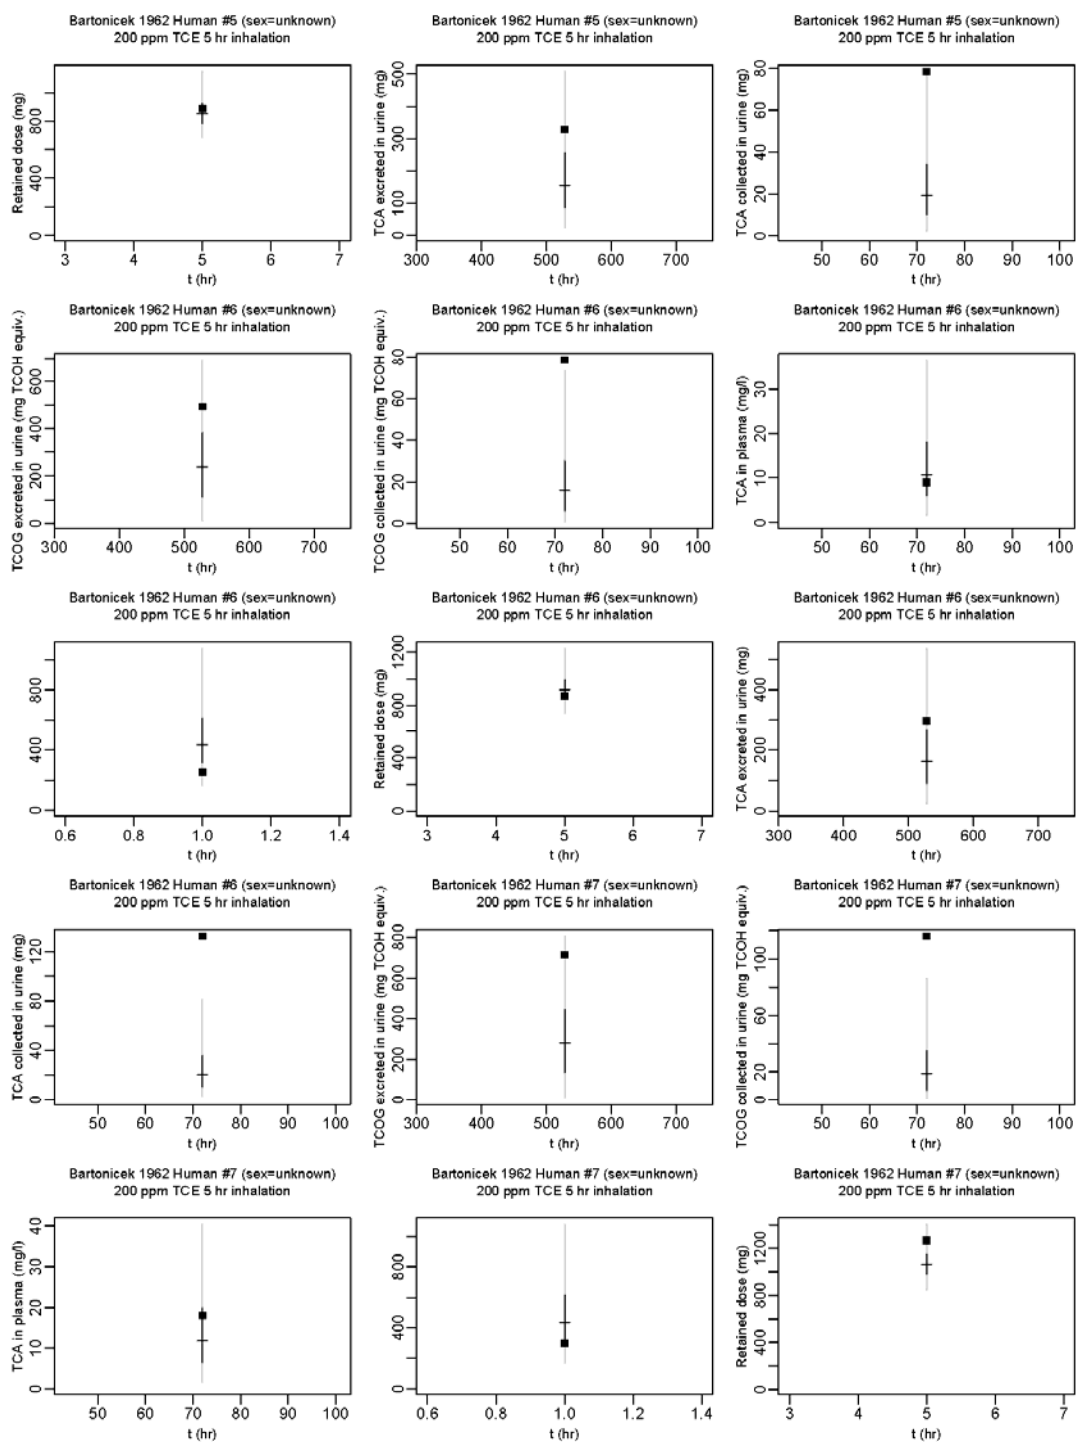 Bartonicek 1962 Human #5 (sex=unknown)
200 ppm TCE 5 hr inhalation
Retained dose (mg)
0 400 800
3 4 5 6 7
t (hr)
Bartonicek 1962 Human #5 (sex=unknown)
200 ppm TCE 5 hr inhalation
TCA excreted in urine (mg)
0 100 300 500
300 400 500 600 700
t (hr)
Bartonicek 1962 Human #5 (sex=unknown)
200 ppm TCE 5 hr inhalation
TCA collected in urine (mg)
0 20 40 60 80
50 60 70 80 90 100
t (hr)
Bartonicek 1962 Human #6 (sex=unknown)
200 ppm TCE 5 hr inhalation
TCOG excreted in urine (mg TCOH equiv.)
0 200 400 600
300 400 500 600 700
t (hr)
Bartonicek 1962 Human #6 (sex=unknown)
200 ppm TCE 5 hr inhalation
TCOG collected in urine (mg TCOH equiv.)
0 20 40 60 80
50 60 70 80 90 100
t (hr)
Bartonicek 1962 Human #6 (sex=unknown)
200 ppm TCE 5 hr inhalation
TCA in plasma (mg/l)
0 10 20 30
50 60 70 80 90 100
t (hr)
Bartonicek 1962 Human #6 (sex=unknown)
200 ppm TCE 5 hr inhalation
0 400 800
0.6 0.8 1.0 1.2 1.4
t (hr)
Bartonicek 1962 Human #6 (sex=unknown)
200 ppm TCE 5 hr inhalation
Retained dose (mg)
0 400 800 1200
3 4 5 6 7
t (hr)
Bartonicek 1962 Human #6 (sex=unknown)
200 ppm TCE 5 hr inhalation
TCA excreted in urine (mg)
0 200 400
300 400 500 600 700
t (hr)
Bartonicek 1962 Human #6 (sex=unknown)
200 ppm TCE 5 hr inhalation
TCA collected in urine (mg)
0 40 80 120
50 60 70 80 90 100
t (hr)
Bartonicek 1962 Human #7 (sex=unknown)
200 ppm TCE 5 hr inhalation
TCOG excreted in urine (mg TCOH equiv.)
0 200 400 600 800
300 400 500 600 700
t (hr)
Bartonicek 1962 Human #7 (sex=unknown)
200 ppm TCE 5 hr inhalation
TCOG collected in urine (mg TCOH equiv.)
0 20 60 100
50 60 70 80 90 100
t (hr)
Bartonicek 1962 Human #7 (sex=unknown)
200 ppm TCE 5 hr inhalation
TCA in plasma (mg/l)
0 10 20 30 40
50 60 70 80 90 100
t (hr)
Bartonicek 1962 Human #7 (sex=unknown)
200 ppm TCE 5 hr inhalation
0 400 800
0.6 0.8 1.0 1.2 1.4
t (hr)
Bartonicek 1962 Human #7 (sex=unknown)
200 ppm TCE 5 hr inhalation
Retained dose (mg)
0 400 800 1200
3 4 5 6 7
t (hr)